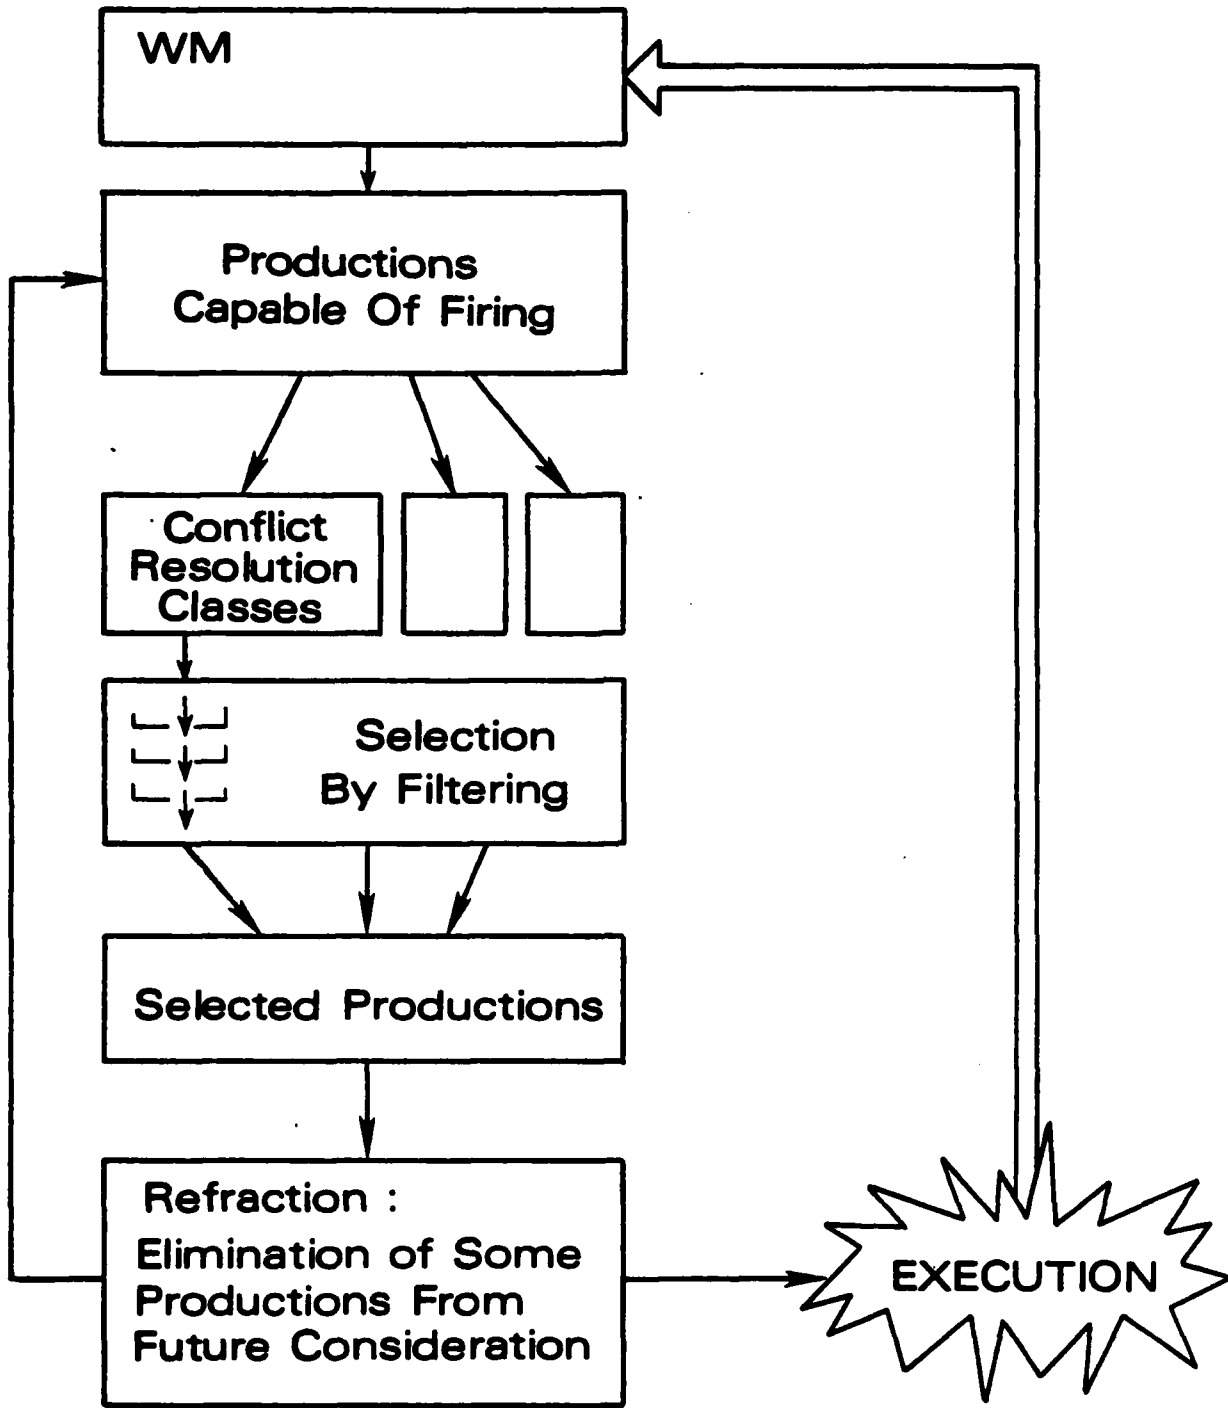 WM
Productions
Capable Of Firing
Conflict
Resolution
Classes
Selection
By Filtering
Selected Productions
Refraction :
Elimination of Some
Productions From
Future Consideration
EXECUTION